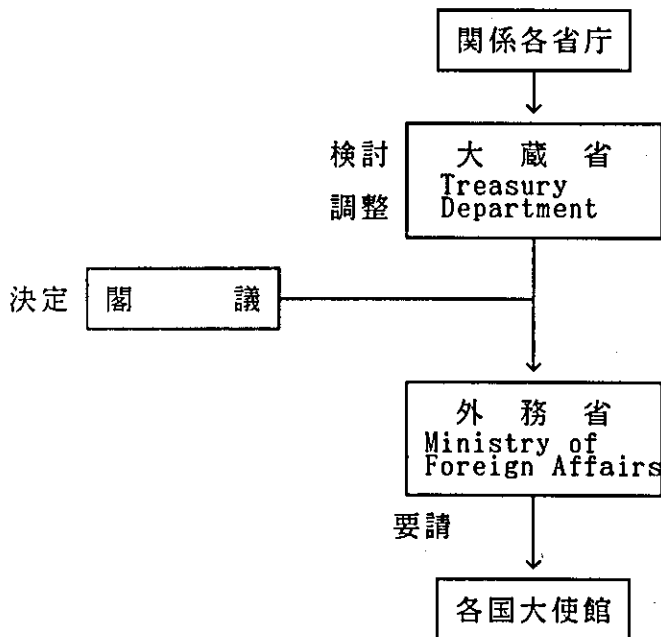 関係各省庁
検討
調整
大蔵省
Treasury
Department
決定
閣議
外務省
Ministry of
Foreign Affairs
要請
各国大使館